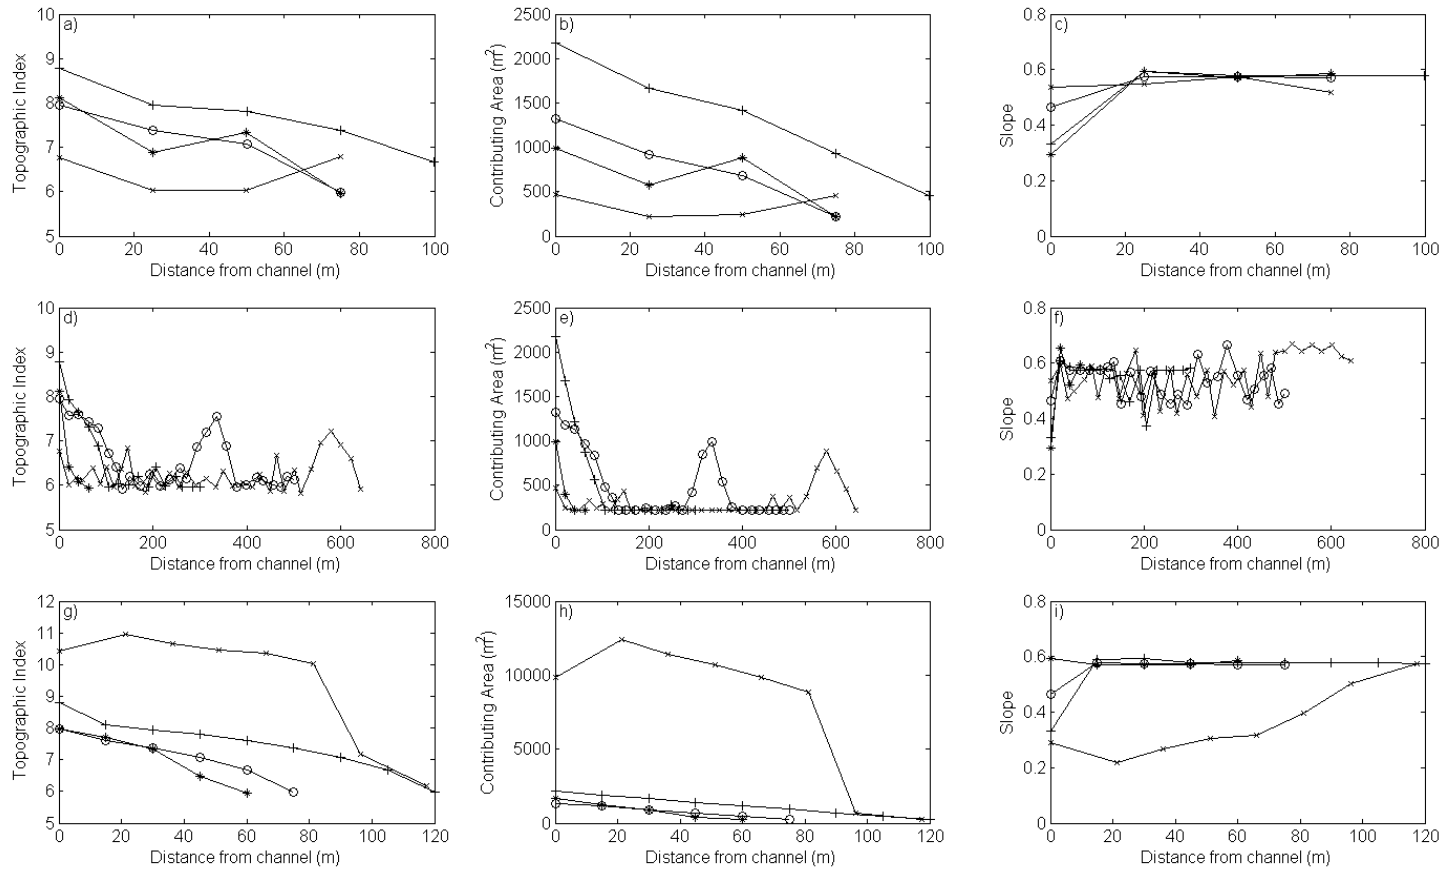 a)
10
9
8
7
6
5
Topographic Index
0 20 40 60 80 100
Distance from channel (m)
b)
2500
2000
1500
1000
500
0
Contributing Area (m²)
0 20 40 60 80 100
Distance from channel (m)
c)
0.8
0.6
0.4
0.2
0
Slope
0 20 40 60 80 100
Distance from channel (m)
d)
10
9
8
7
6
5
Topographic Index
0 200 400 600 800
Distance from channel (m)
e)
2500
2000
1500
1000
500
0
Contributing Area (m²)
0 200 400 600 800
Distance from channel (m)
f)
0.8
0.6
0.4
0.2
0
Slope
0 200 400 600 800
Distance from channel (m)
g)
12
11
10
9
8
7
6
5
Topographic Index
0 20 40 60 80 100 120
Distance from channel (m)
h)
15000
10000
5000
0
Contributing Area (m²)
0 20 40 60 80 100 120
Distance from channel (m)
i)
0.8
0.6
0.4
0.2
0
Slope
0 20 40 60 80 100 120
Distance from channel (m)